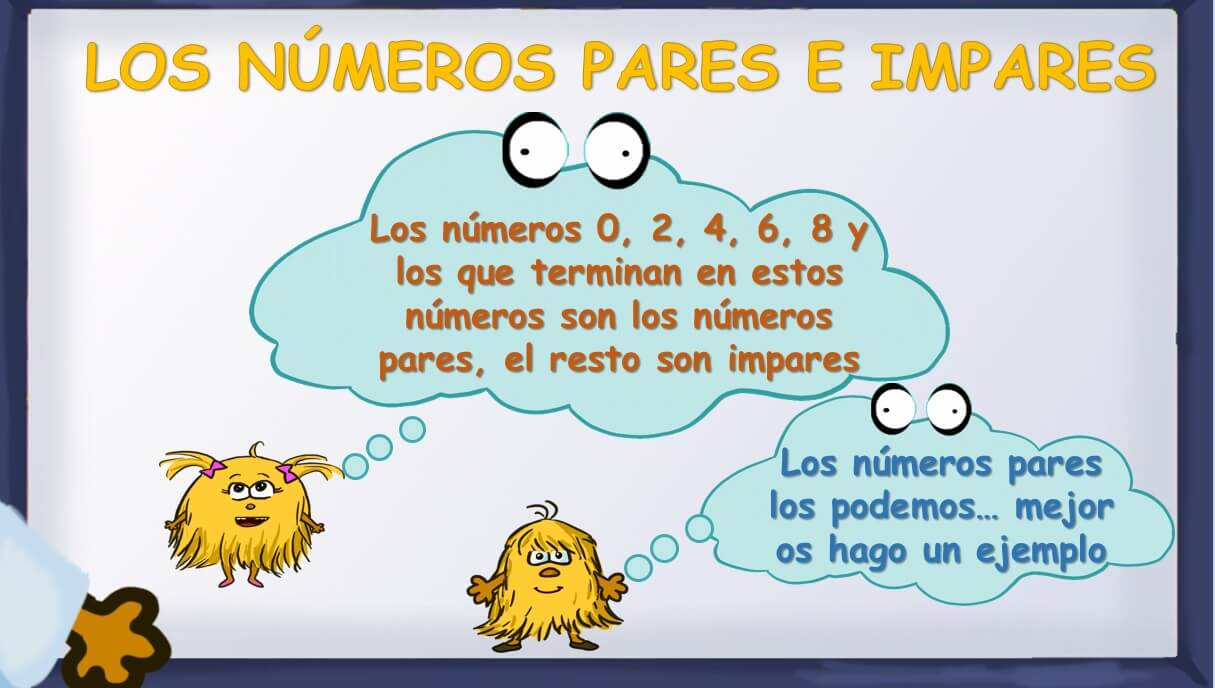 LOS NÚMEROS PARES E IMPARES
Los números 0, 2, 4, 6, 8 y
los que terminan en estos
números son los números
pares, el resto son impares
Los números pares
los podemos... mejor
os hago un ejemplo